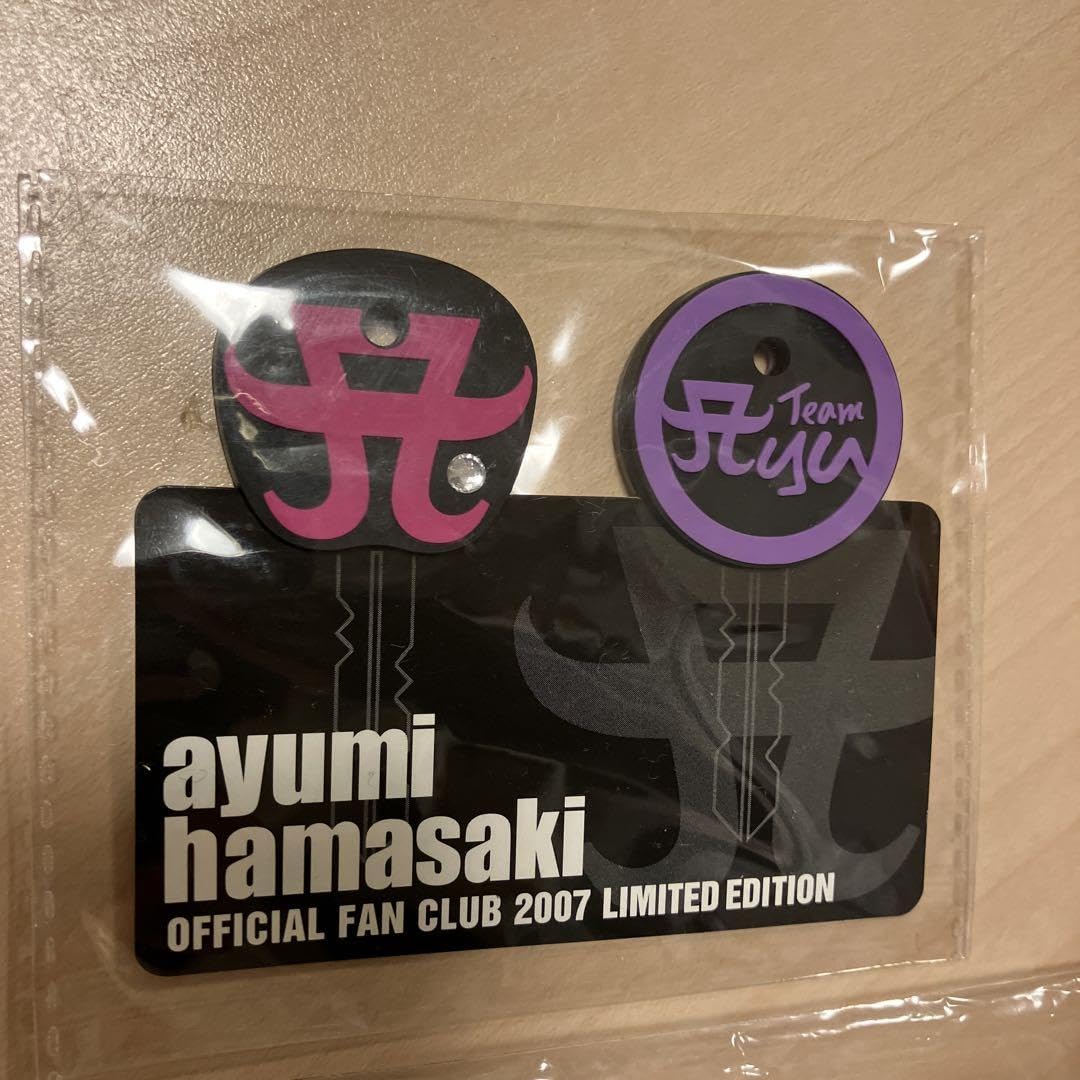 A
Team
Ayu
ayumi
hamasaki
OFFICIAL FAN CLUB 2007 LIMITED EDITION